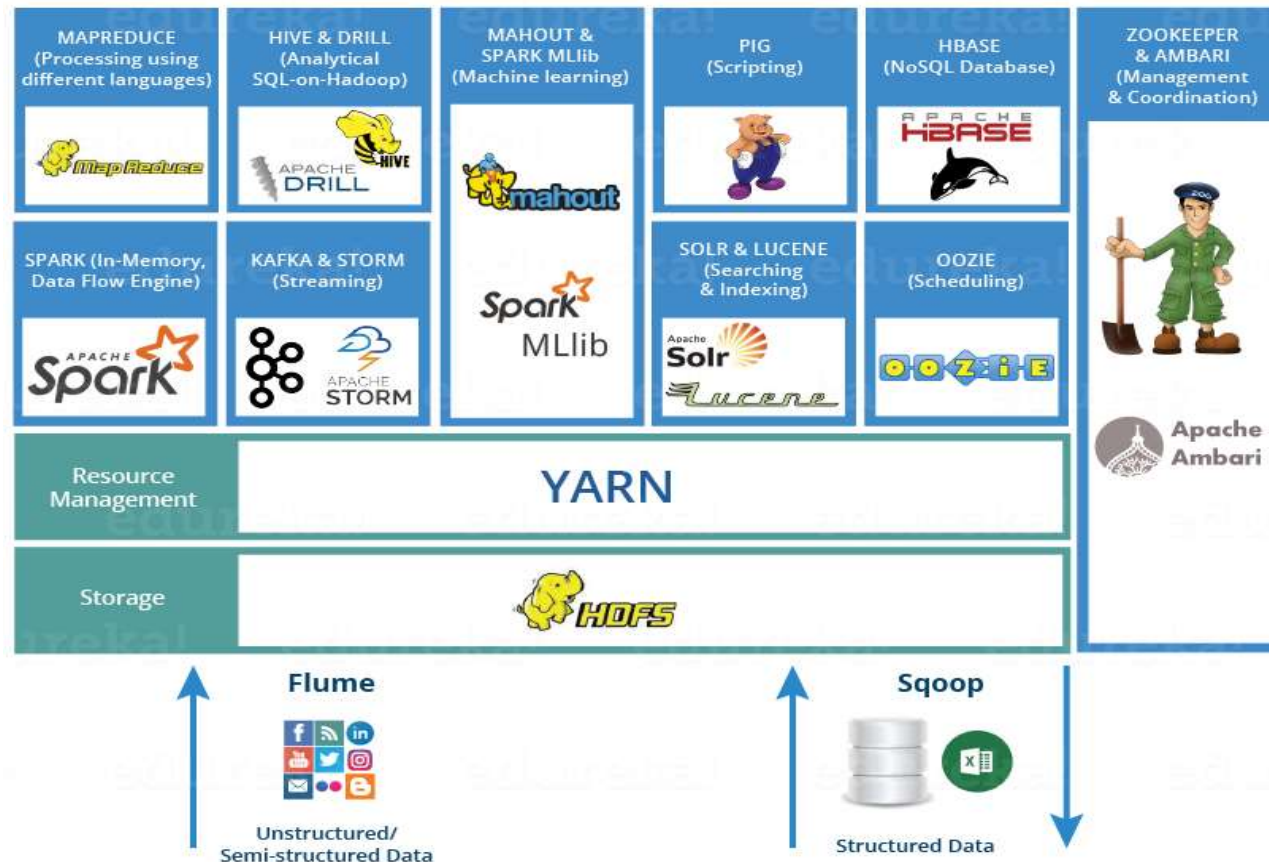 MAPREDUCE
(Processing using
different languages)
Map Reduce
HIVE & DRILL
(Analytical
SQL-on-Hadoop)
HIVE
APACHE
DRILL
MAHOUT &
SPARK MLlib
(Machine learning)
mahout
Spark
MLlib
PIG
(Scripting)
HBASE
(NoSQL Database)
APACHE
HBASE
ZOOKEEPER
& AMBARI
(Management
& Coordination)
ZOO
Apache
Ambari
SPARK (In-Memory,
Data Flow Engine)
APACHE
Spark
KAFKA & STORM
(Streaming)
APACHE
STORM
SOLR & LUCENE
(Searching
& Indexing)
Apache
Solr
Lucene
OOZIE
(Scheduling)
OOZiE
Resource
Management
YARN
Storage
HDFS
Flume
Unstructured/
Semi-structured Data
Sqoop
Structured Data
edureka!